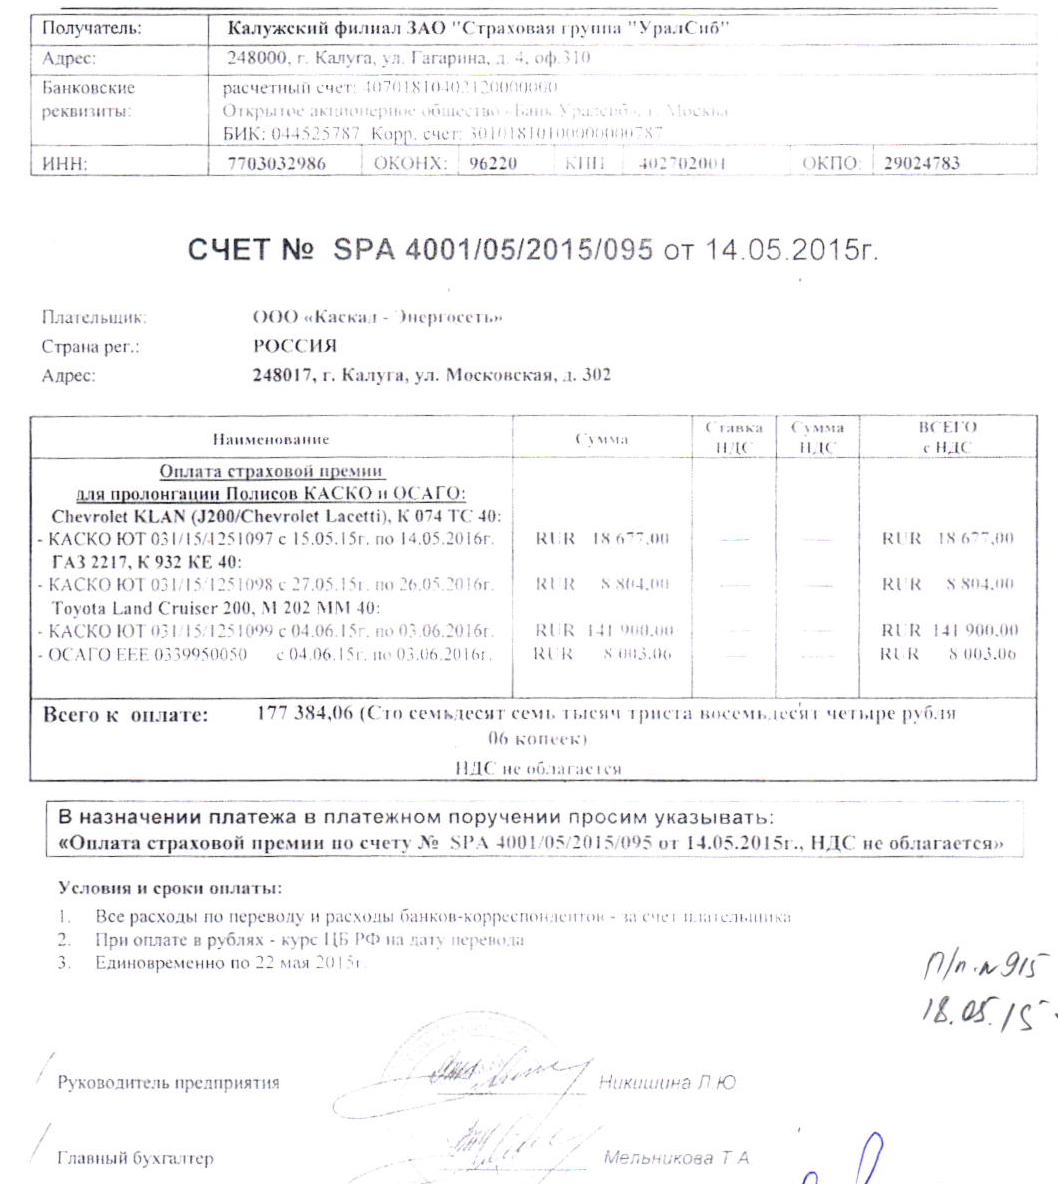 Получатель: Калужский филиал ЗАО "Страховая группа "УралСиб"
Адрес: 248000, г. Калуга, ул. Гагарина, д. 4, оф.310
Банковские реквизиты: расчетный счет: 40701810402120000000
Открытое акционерное общество «Банк Уралсиб», г. Москва
БИК: 044525787 Корр. счет: 30101810100000000787
ИНН: 7703032986 ОКОНХ: 96220 КПП 402702001 ОКПО: 29024783
СЧЕТ № SPA 4001/05/2015/095 от 14.05.2015г.
Плательщик: ООО «Каскад - Энергосеть»
Страна рег.: РОССИЯ
Адрес: 248017, г. Калуга, ул. Московская, д. 302
Наименование Сумма Ставка НДС Сумма НДС ВСЕГО с НДС
Оплата страховой премии
для пролонгации Полисов КАСКО и ОСАГО:
Chevrolet KLAN (J200/Chevrolet Lacetti), К 074 ТС 40:
- КАСКО ЮТ 031/15/1251097 с 15.05.15г. по 14.05.2016г. RUR 18 677,00 — — RUR 18 677,00
ГАЗ 2217, К 932 КЕ 40:
- КАСКО ЮТ 031/15/1251098 с 27.05.15г. по 26.05.2016г. RUR 8 804,00 — — RUR 8 804,00
Toyota Land Cruiser 200, М 202 ММ 40:
- КАСКО ЮТ 031/15/1251099 с 04.06.15г. по 03.06.2016г. RUR 141 900,00 — — RUR 141 900,00
- ОСАГО ЕЕЕ 0339950050 с 04.06.15г. по 03.06.2016г. RUR 8 003,06 — — RUR 8 003,06
Всего к оплате: 177 384,06 (Сто семьдесят семь тысяч триста восемьдесят четыре рубля
06 копеек)
НДС не облагается
В назначении платежа в платежном поручении просим указывать:
«Оплата страховой премии по счету № SPA 4001/05/2015/095 от 14.05.2015г., НДС не облагается»
Условия и сроки оплаты:
1. Все расходы по переводу и расходы банков-корреспондентов - за счет плательщика
2. При оплате в рублях - курс ЦБ РФ на дату перевода
3. Единовременно по 22 мая 2015г.
П/п. № 915
18.05.15
Руководитель предприятия Никишина Л.Ю
Главный бухгалтер Мельникова Т А